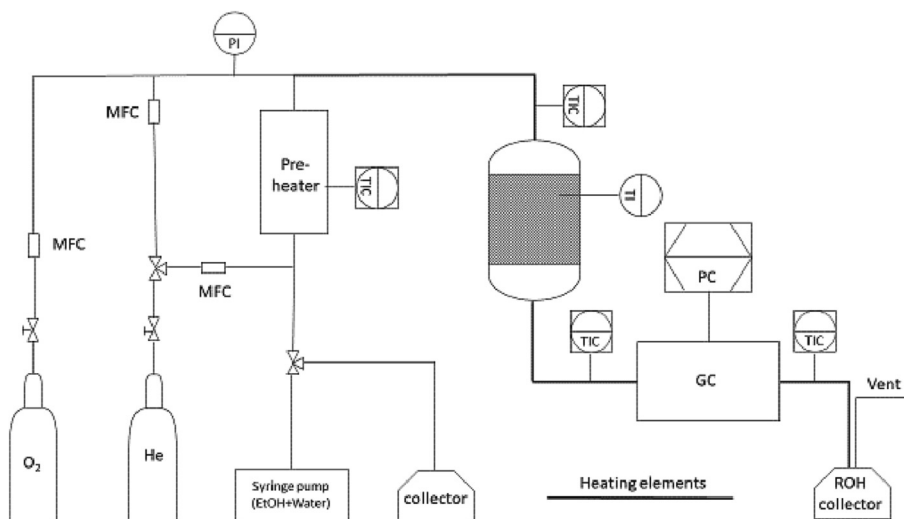 PI
MFC
TIC
Pre-
heater
TIC
TI
MFC
MFC
PC
TIC
TIC
GC
Vent
O₂
He
Syringe pump
(EtOH+Water)
collector
Heating elements
ROH
collector